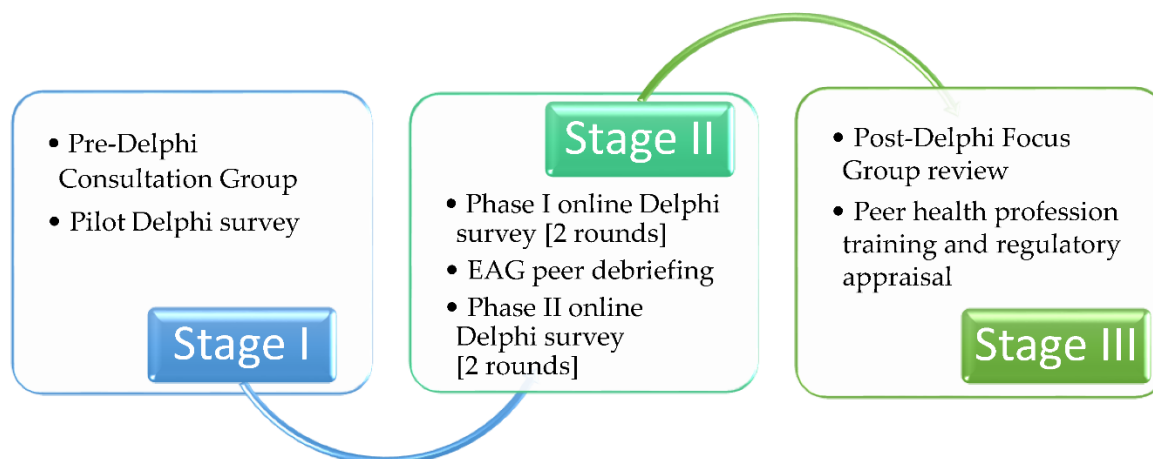 • Pre-Delphi
Consultation Group
• Pilot Delphi survey
Stage I
Stage II
• Phase I online Delphi
survey [2 rounds]
• EAG peer debriefing
• Phase II online
Delphi survey
[2 rounds]
• Post-Delphi Focus
Group review
• Peer health profession
training and regulatory
appraisal
Stage III